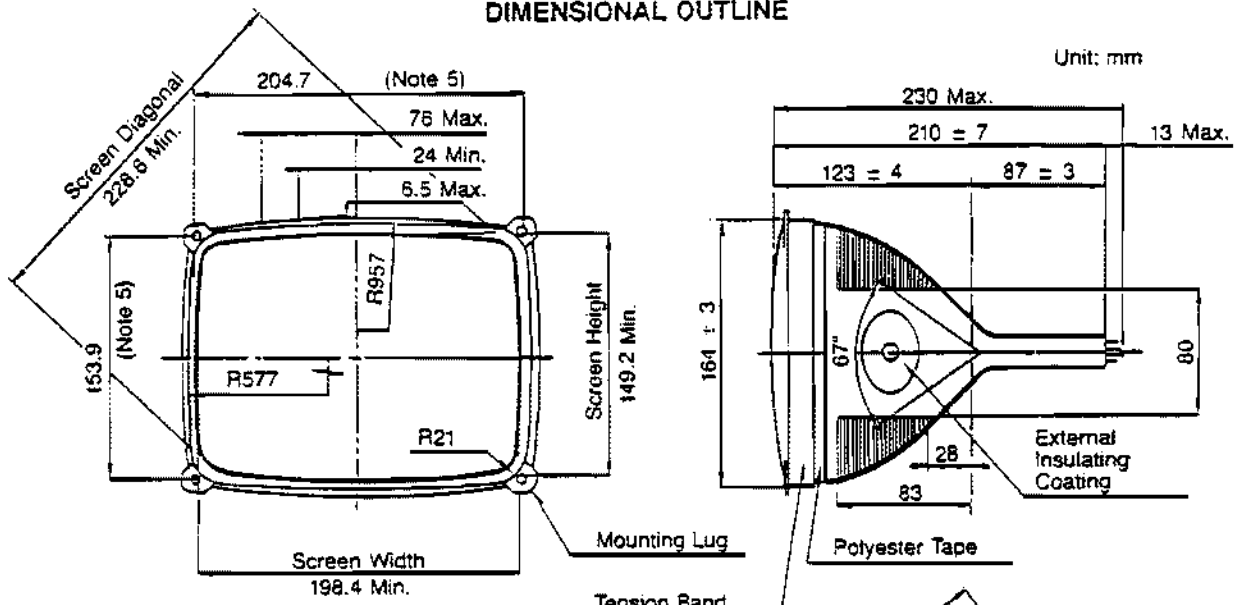 DIMENSIONAL OUTLINE
Unit: mm
Screen Diagonal
228.6 Min.
204.7 (Note 5)
76 Max.
24 Min.
6.5 Max.
153.9
(Note 5)
R957
R577
R21
Screen Height
149.2 Min.
Screen Width
198.4 Min.
Mounting Lug
230 Max.
210 ± 7
13 Max.
123 ± 4
87 ± 3
164 ± 3
67°
80
28
83
External
Insulating
Coating
Polyester Tape
Tension Band